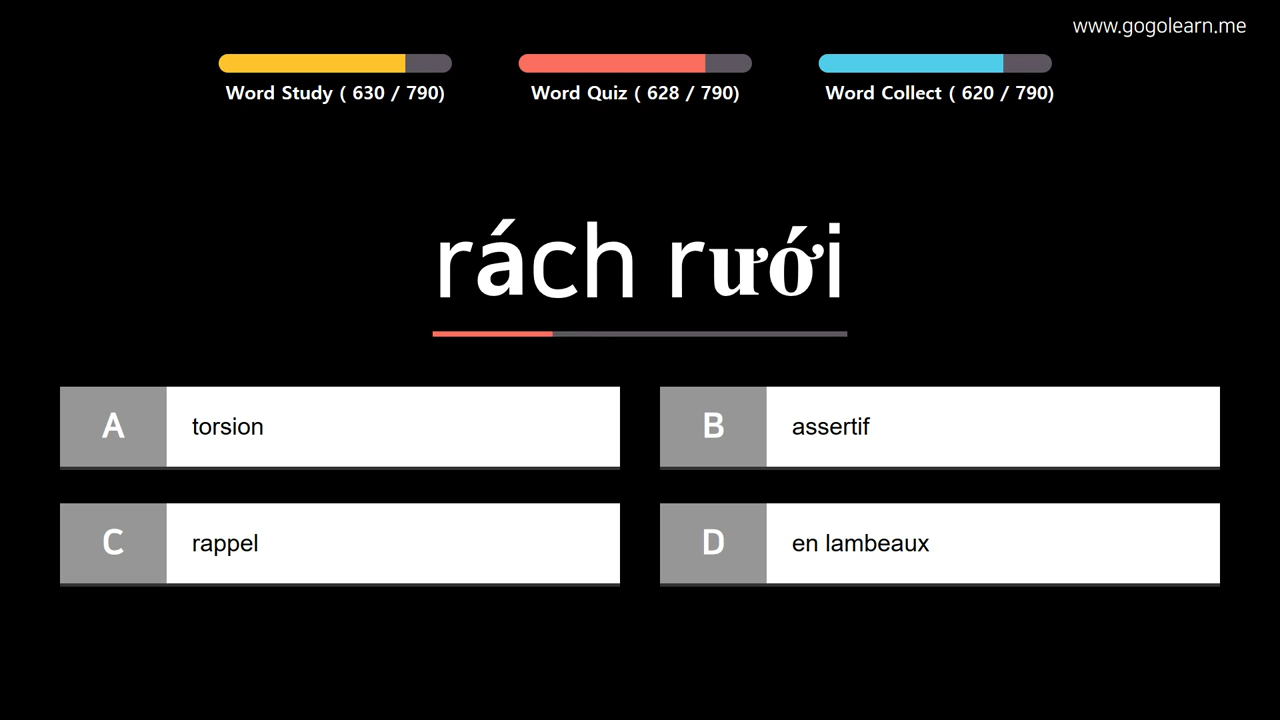 www.gogolearn.me
Word Study ( 630 / 790)
Word Quiz ( 628 / 790)
Word Collect ( 620 / 790)
rách rưới
A torsion
B assertif
C rappel
D en lambeaux